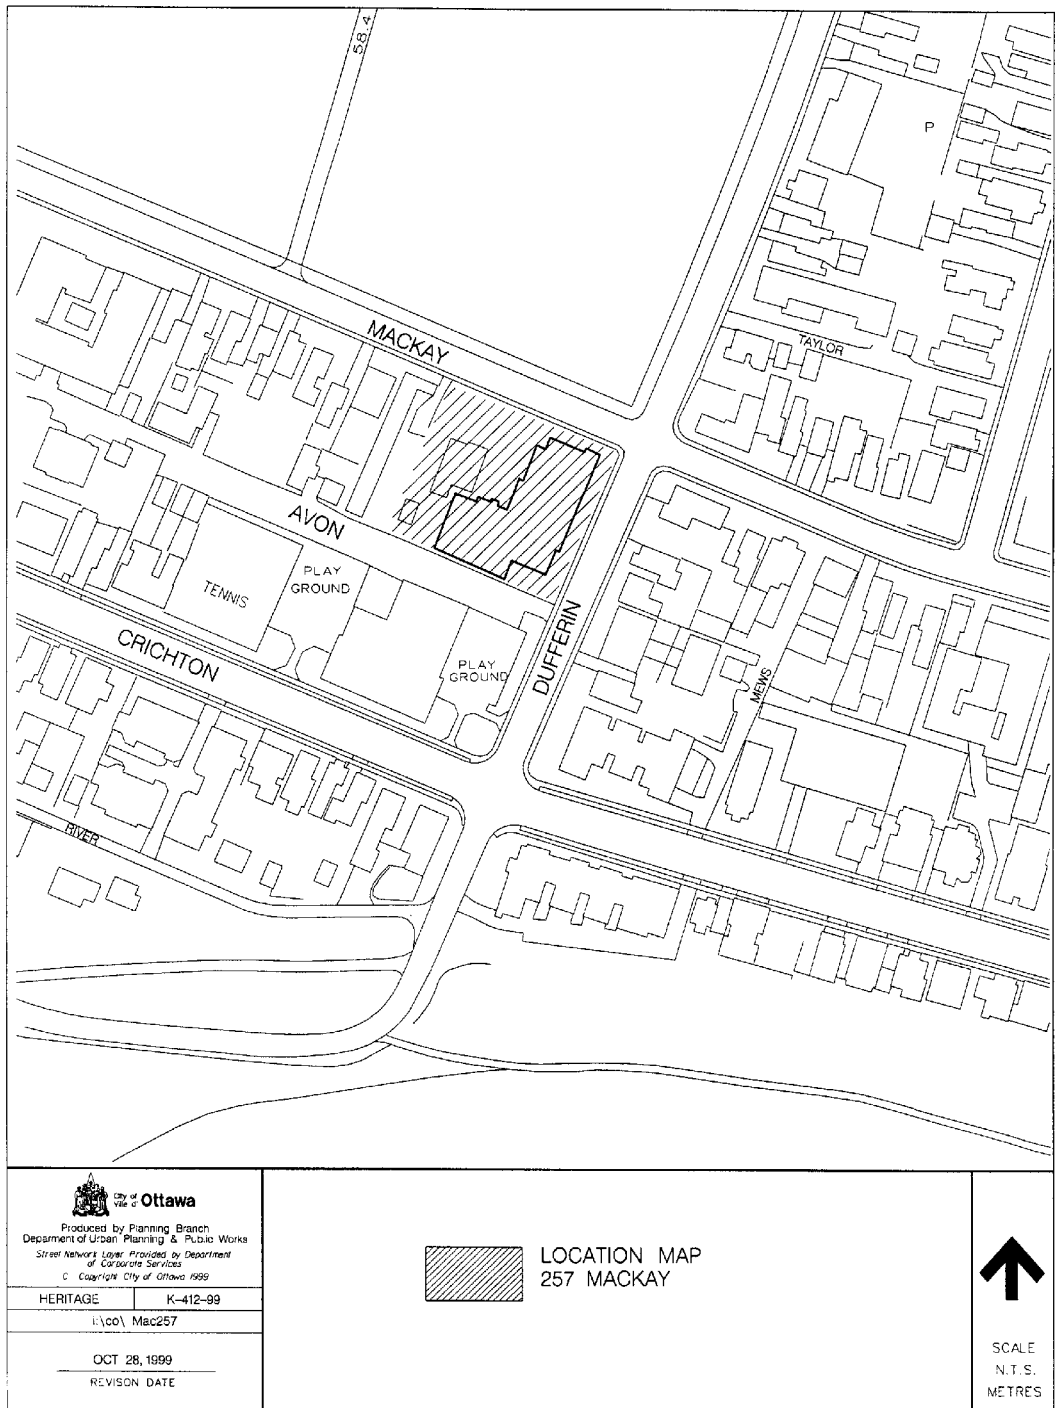 58.4
P
MACKAY
TAYLOR
AVON
PLAY
GROUND
TENNIS
DUFFERIN
CRICHTON
PLAY
GROUND
MEWS
RIVER
City of
Ville d' Ottawa
Produced by Planning Branch
Deparment of Urban Planning & Public Works
Street Network Layer Provided by Department
of Corporate Services
C Copyright City of Ottawa 1999
HERITAGE
K-412-99
i:\co\ Mac257
OCT 28, 1999
REVISON DATE
LOCATION MAP
257 MACKAY
SCALE
N.T.S.
METRES